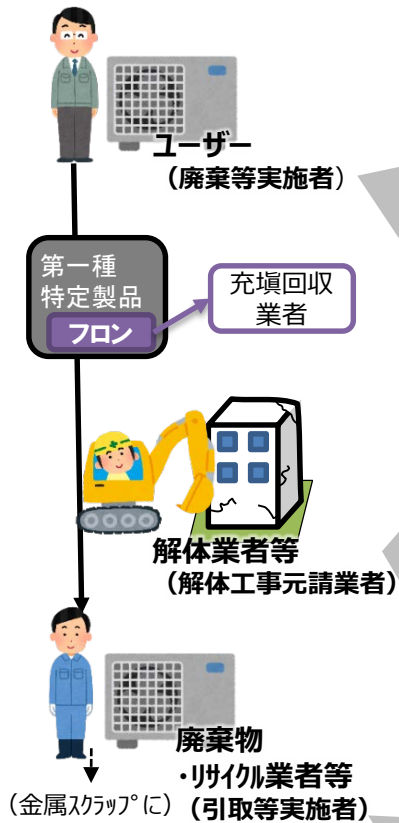 ユーザー
（廃棄等実施者）
第一種
特定製品
フロン
充塡回収
業者
解体業者等
（解体工事元請業者）
廃棄物
・ﾘｻｲｸﾙ業者等
（引取等実施者）
（金属ｽｸﾗｯﾌﾟに）